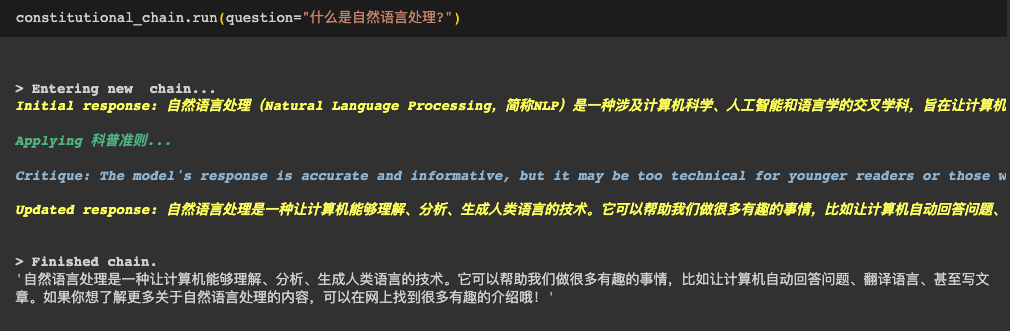 constitutional_chain.run(question="什么是自然语言处理?")
> Entering new  chain...
Initial response: 自然语言处理（Natural Language Processing，简称NLP）是一种涉及计算机科学、人工智能和语言学的交叉学科，旨在让计算机
Applying 科普准则...
Critique: The model's response is accurate and informative, but it may be too technical for younger readers or those w
Updated response: 自然语言处理是一种让计算机能够理解、分析、生成人类语言的技术。它可以帮助我们做很多有趣的事情，比如让计算机自动回答问题、
> Finished chain.
'自然语言处理是一种让计算机能够理解、分析、生成人类语言的技术。它可以帮助我们做很多有趣的事情，比如让计算机自动回答问题、翻译语言、甚至写文
章。如果你想了解更多关于自然语言处理的内容，可以在网上找到很多有趣的介绍哦！'